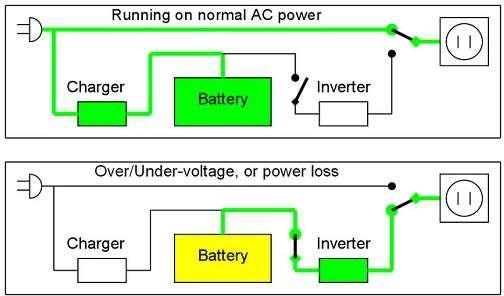 Running on normal AC power
Charger
Battery
Inverter
Over/Under-voltage, or power loss
Charger
Battery
Inverter